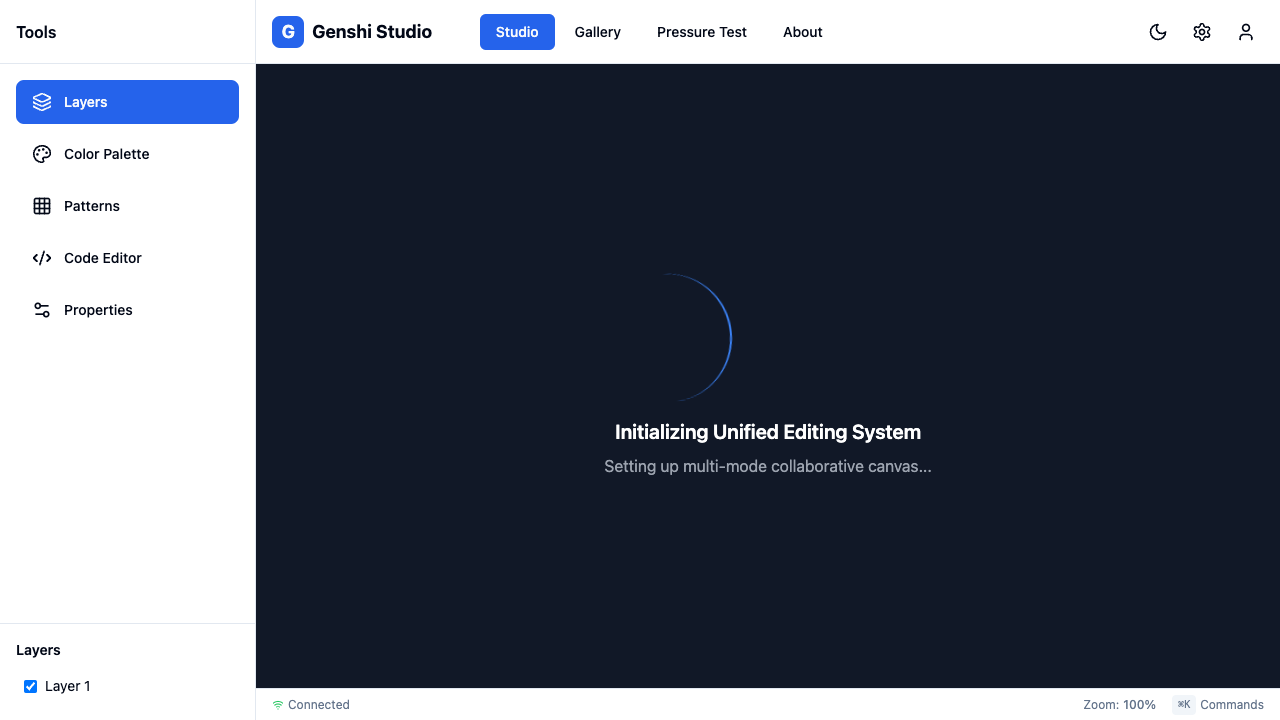 Tools
Layers
Color Palette
Patterns
Code Editor
Properties
Layers
Layer 1
G Genshi Studio
Studio
Gallery
Pressure Test
About
Initializing Unified Editing System
Setting up multi-mode collaborative canvas...
Connected
Zoom: 100%
⌘K Commands